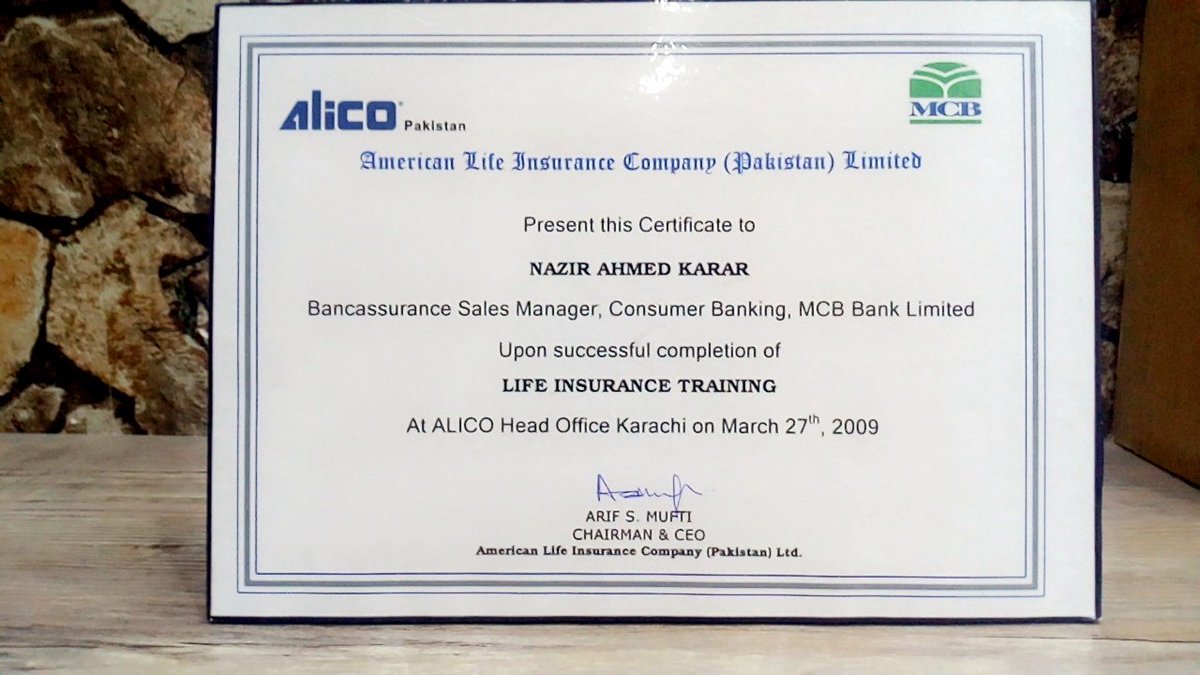 ALICO® Pakistan
MCB
American Life Insurance Company (Pakistan) Limited
Present this Certificate to
NAZIR AHMED KARAR
Bancassurance Sales Manager, Consumer Banking, MCB Bank Limited
Upon successful completion of
LIFE INSURANCE TRAINING
At ALICO Head Office Karachi on March 27th, 2009
ARIF S. MUFTI
CHAIRMAN & CEO
American Life Insurance Company (Pakistan) Ltd.